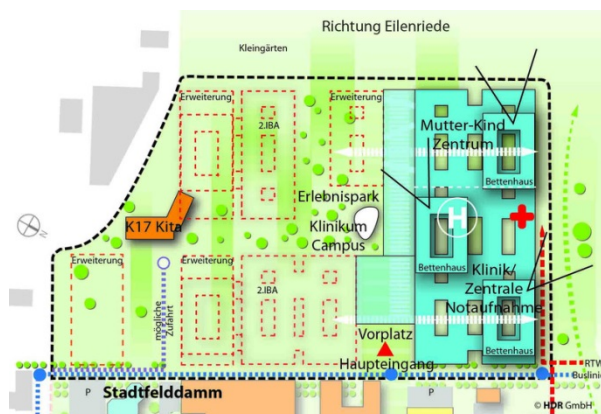 Richtung Eilenriede
Kleingärten
Erweiterung
2.IBA
Erweiterung
Mutter-Kind
Zentrum
Bettenhaus
Erlebnispark
K17 Kita
Klinikum
Campus
H
N
Erweiterung
mögliche
Zufahrt
Erweiterung
2.IBA
Bettenhaus
Klinik/
Zentrale
Notaufnahme
Vorplatz
Haupteingang
Bettenhaus
RTW
Buslinie
P
Stadtfelddamm
P
© HDR GmbH